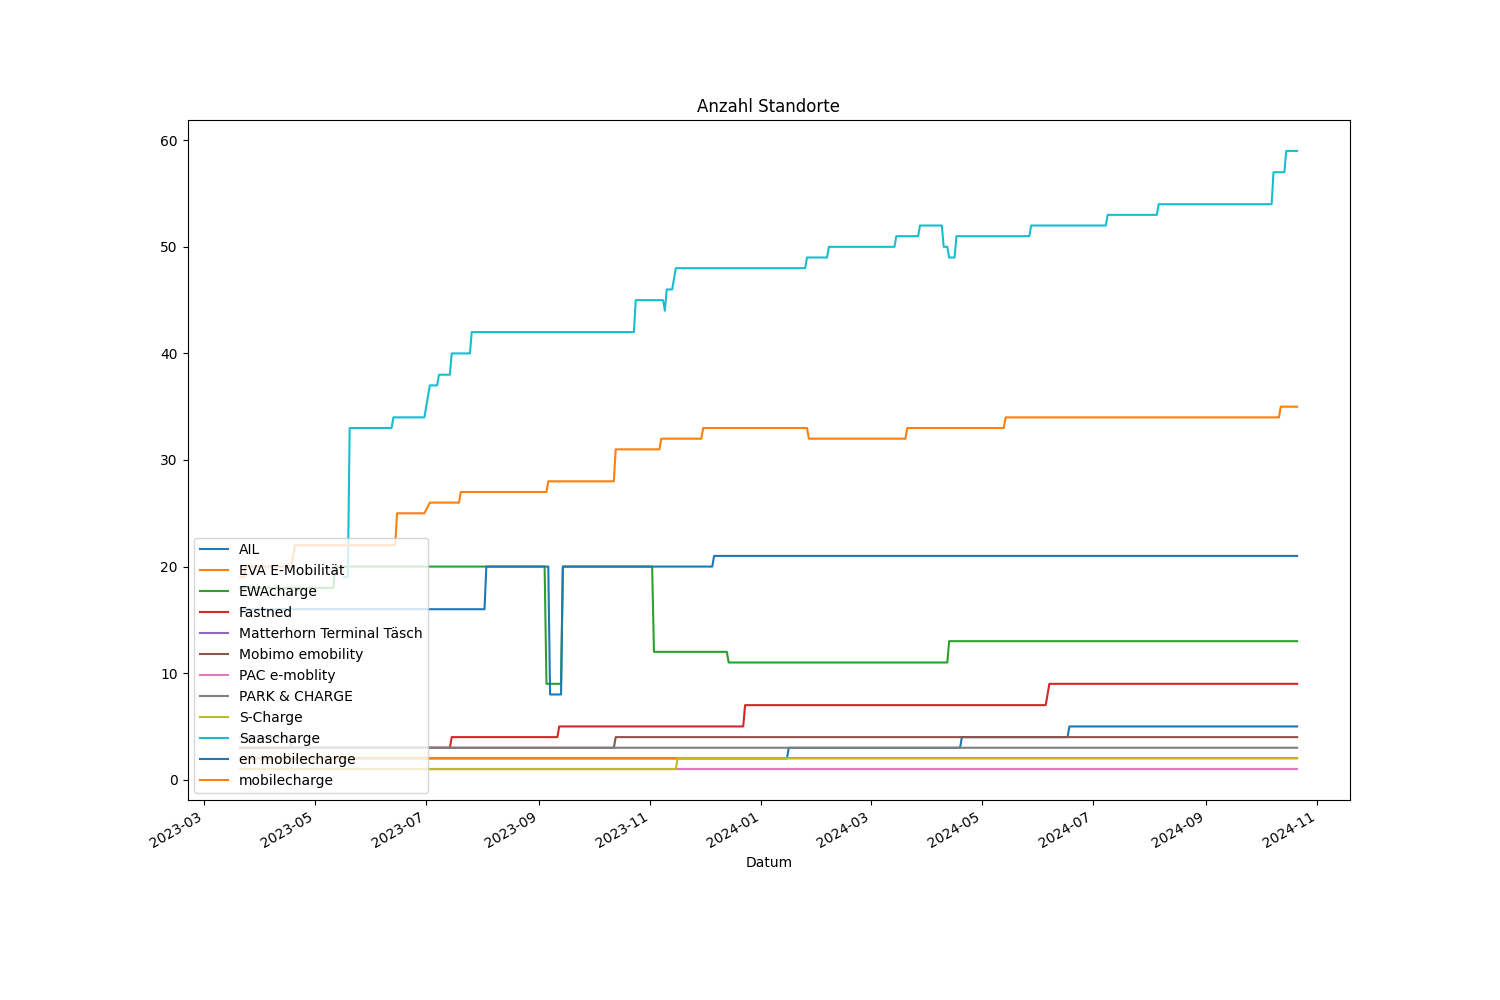 Anzahl Standorte
60
50
40
30
20
10
0
AIL
EVA E-Mobilität
EWAcharge
Fastned
Matterhorn Terminal Täsch
Mobimo emobility
PAC e-moblity
PARK & CHARGE
S-Charge
Saascharge
en mobilecharge
mobilecharge
2023-03
2023-05
2023-07
2023-09
2023-11
2024-01
2024-03
2024-05
2024-07
2024-09
2024-11
Datum